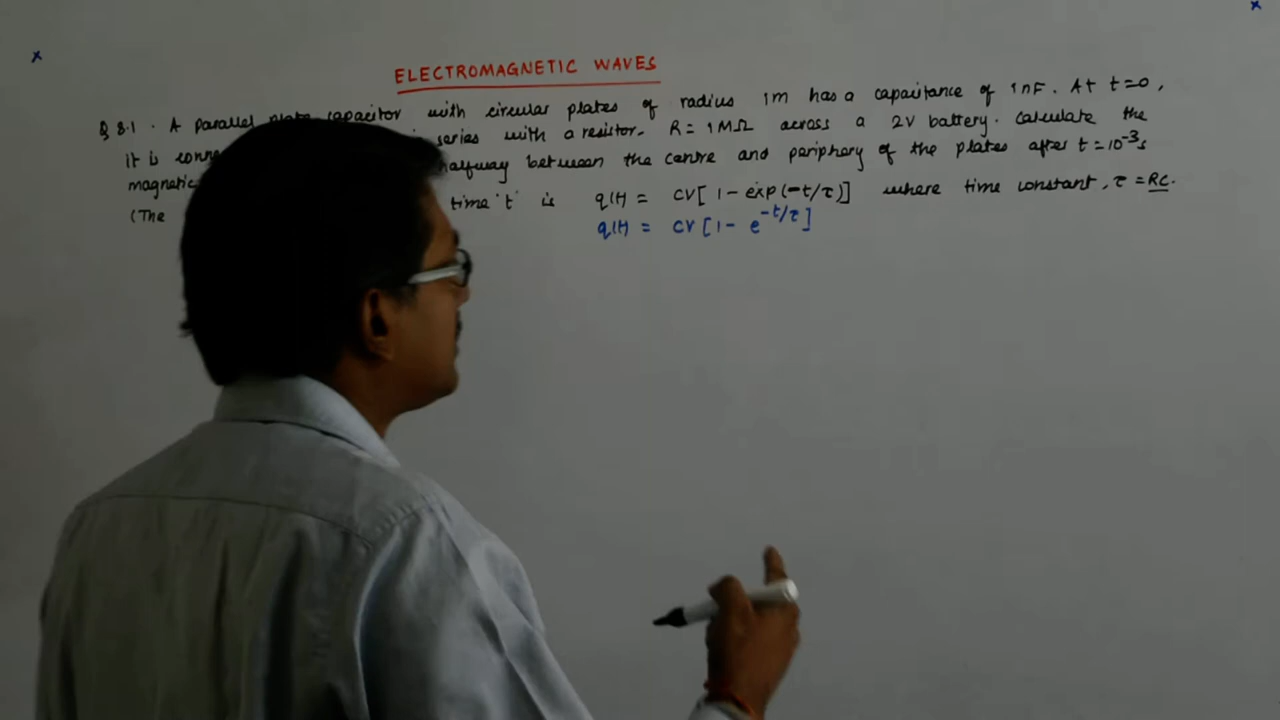 ELECTROMAGNETIC WAVES
Q 8.1. A parallel plate capacitor with circular plates of radius 1m has a capacitance of 1nF. At t=0,
It is series with a resistor. R = 1MΩ across a 2V battery. Calculate the
magnetic halfway between the centre and periphery of the plates after t = 10⁻³s
(The time 't' is q(t) = CV[1 - exp(-t/τ)] where time constant, τ = RC.
q(t) = CV[1 - e^{-t/τ}]